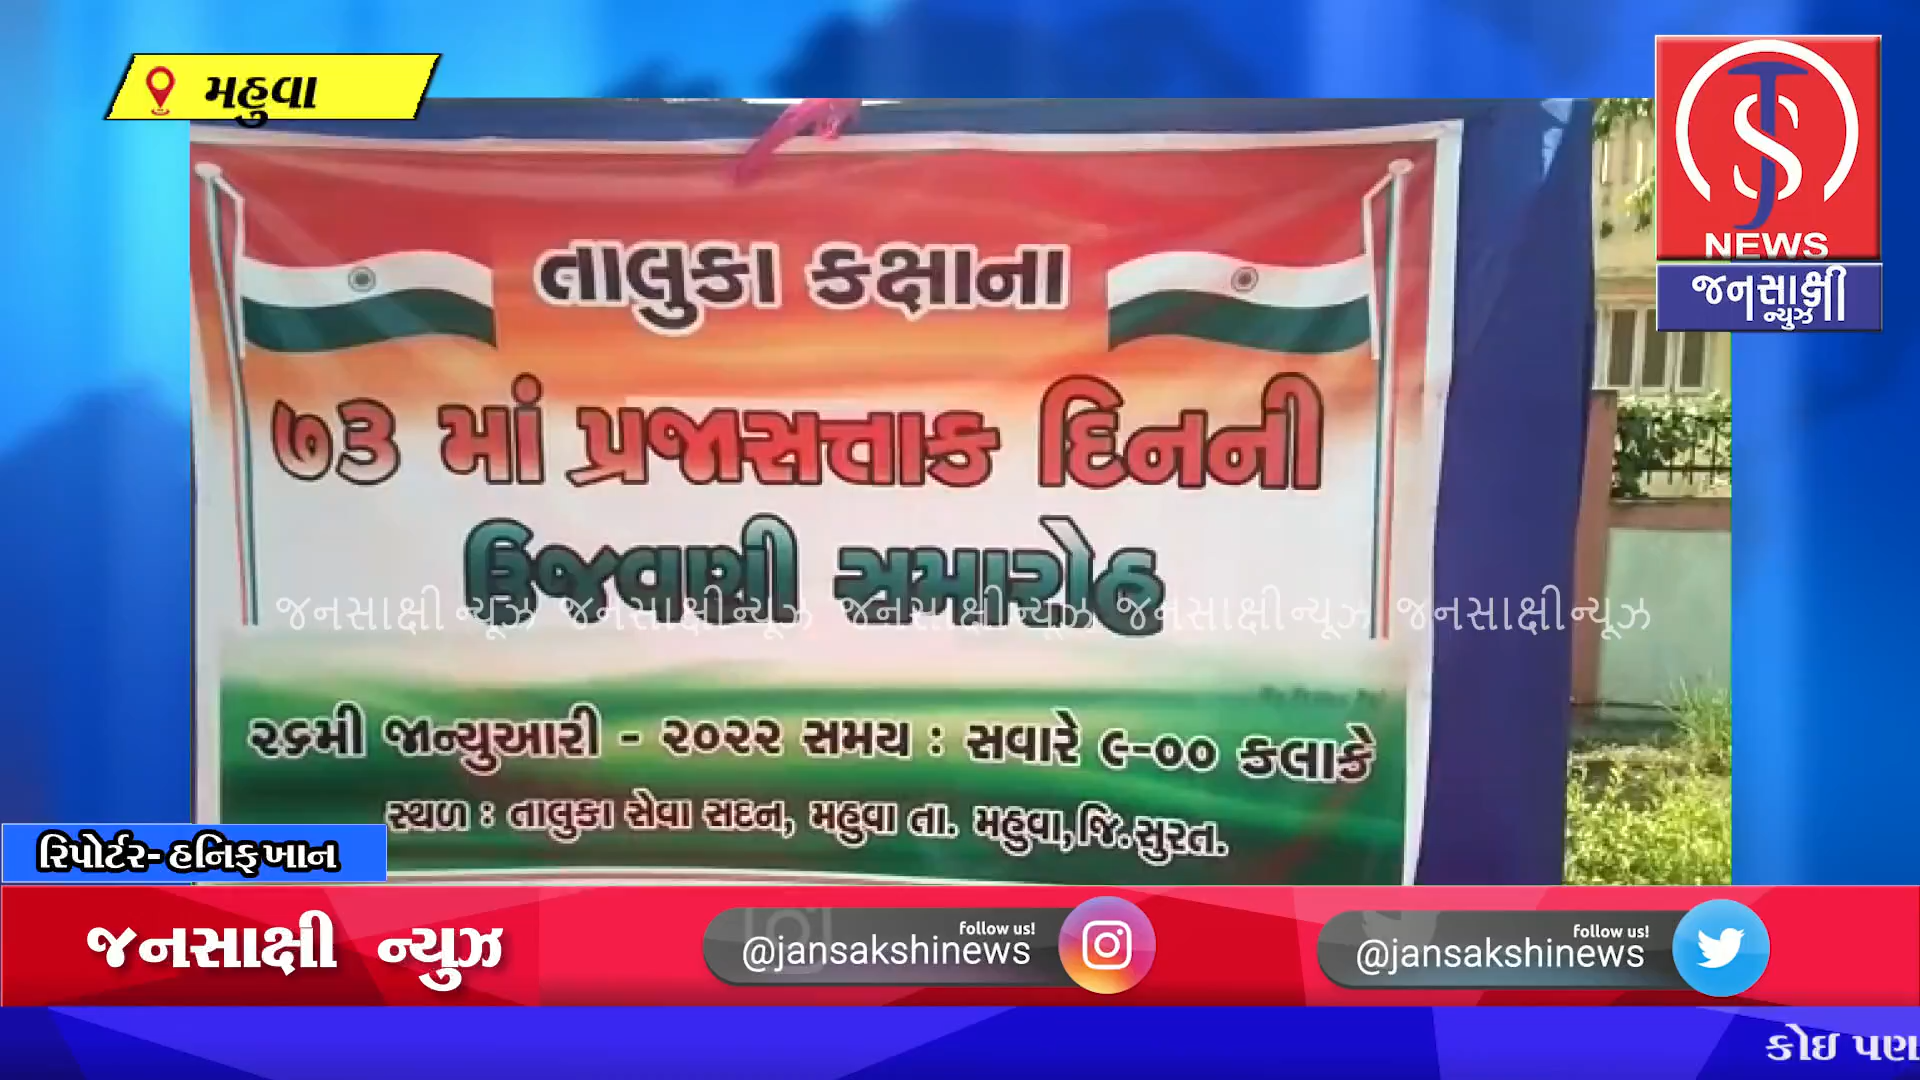 મહુવા
NEWS
જનસાક્ષી
ન્યુઝ
તાલુકા કક્ષાના
૭૩ માં પ્રજાસત્તાક દિનની
ઉજવણી સમારોહ
જનસાક્ષી ન્યૂઝ જનસાક્ષી ન્યૂઝ જનસાક્ષી ન્યૂઝ જનસાક્ષી ન્યૂઝ જનસાક્ષી ન્યૂઝ
૨૬મી જાન્યુઆરી - ૨૦૨૨ સમય : સવારે ૯-૦૦ કલાકે
સ્થળ : તાલુકા સેવા સદન, મહુવા તા. મહુવા, જિ.સુરત.
રિપોર્ટર- હનિફખાન
જનસાક્ષી ન્યુઝ
follow us!
@jansakshinews
follow us!
@jansakshinews
કોઇ પણ